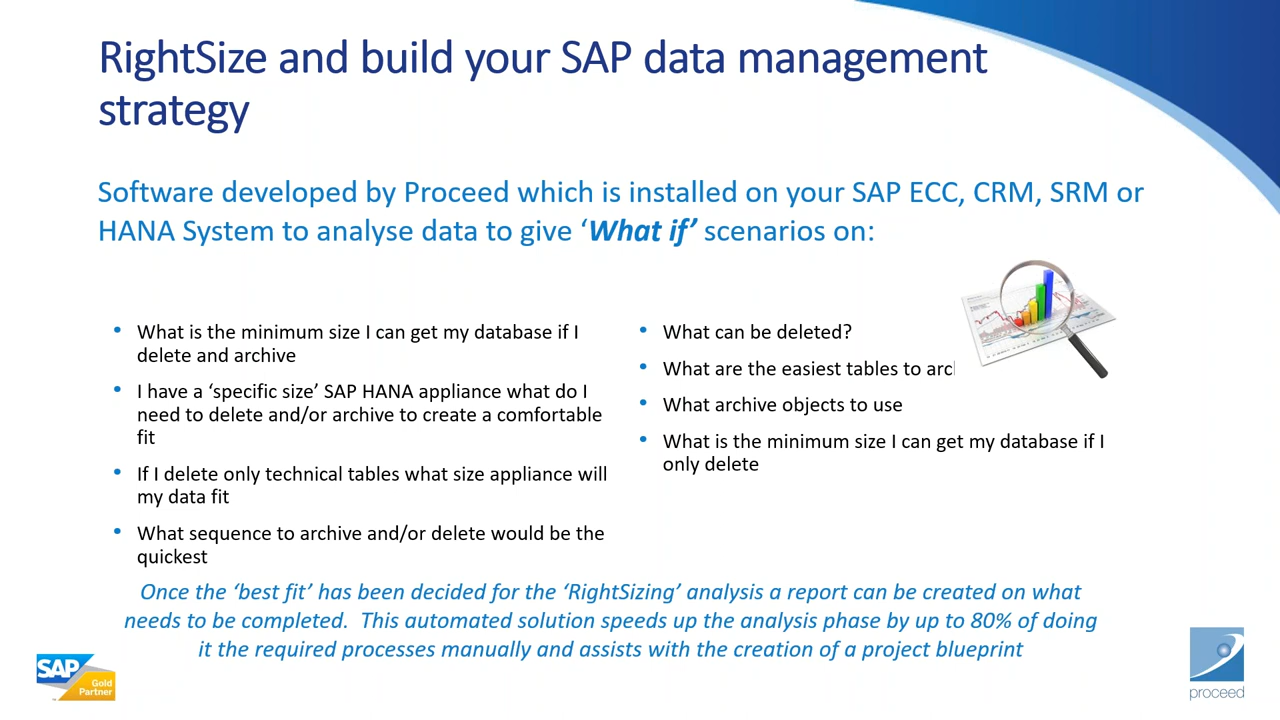 RightSize and build your SAP data management
strategy
Software developed by Proceed which is installed on your SAP ECC, CRM, SRM or
HANA System to analyse data to give ‘What if’ scenarios on:
• What is the minimum size I can get my database if I
delete and archive
• I have a ‘specific size’ SAP HANA appliance what do I
need to delete and/or archive to create a comfortable
fit
• If I delete only technical tables what size appliance will
my data fit
• What sequence to archive and/or delete would be the
quickest
• What can be deleted?
• What are the easiest tables to
• What archive objects to use
• What is the minimum size I can get my database if I
only delete
Once the ‘best fit’ has been decided for the ‘RightSizing’ analysis a report can be created on what
needs to be completed.  This automated solution speeds up the analysis phase by up to 80% of doing
it the required processes manually and assists with the creation of a project blueprint
SAP
Gold
Partner
proceed